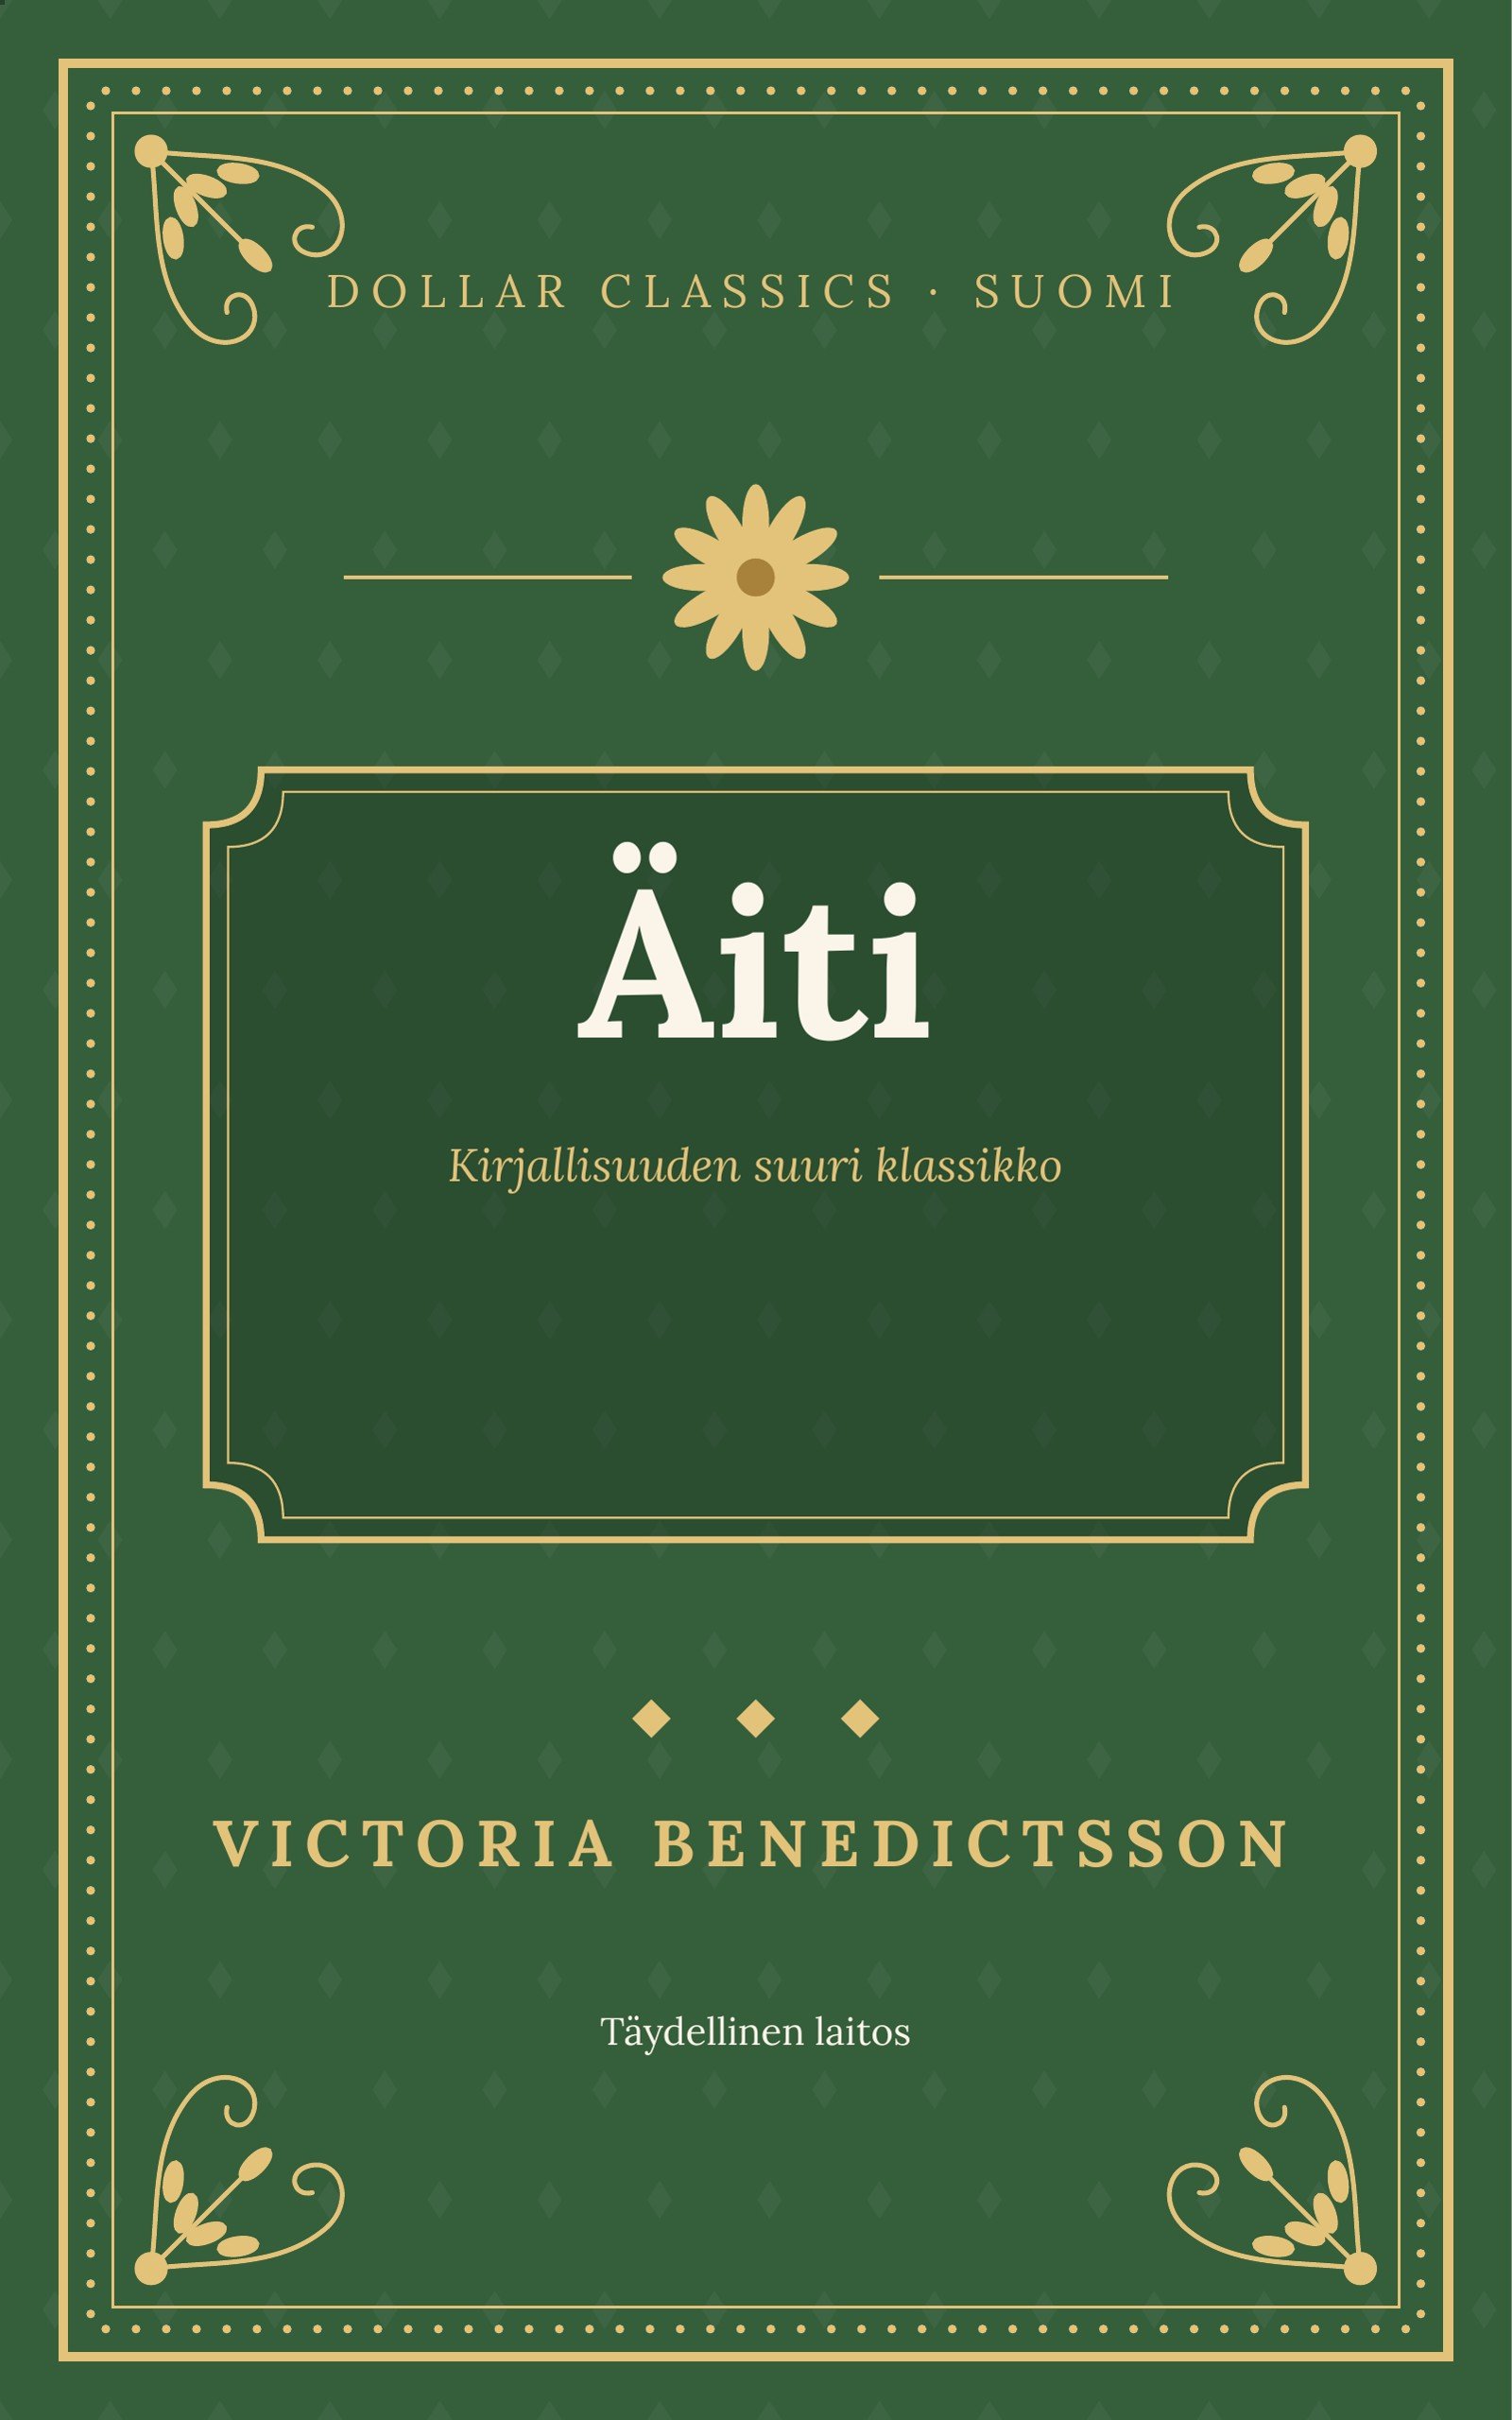 DOLLAR CLASSICS · SUOMI
Äiti
Kirjallisuuden suuri klassikko
VICTORIA BENEDICTSSON
Täydellinen laitos